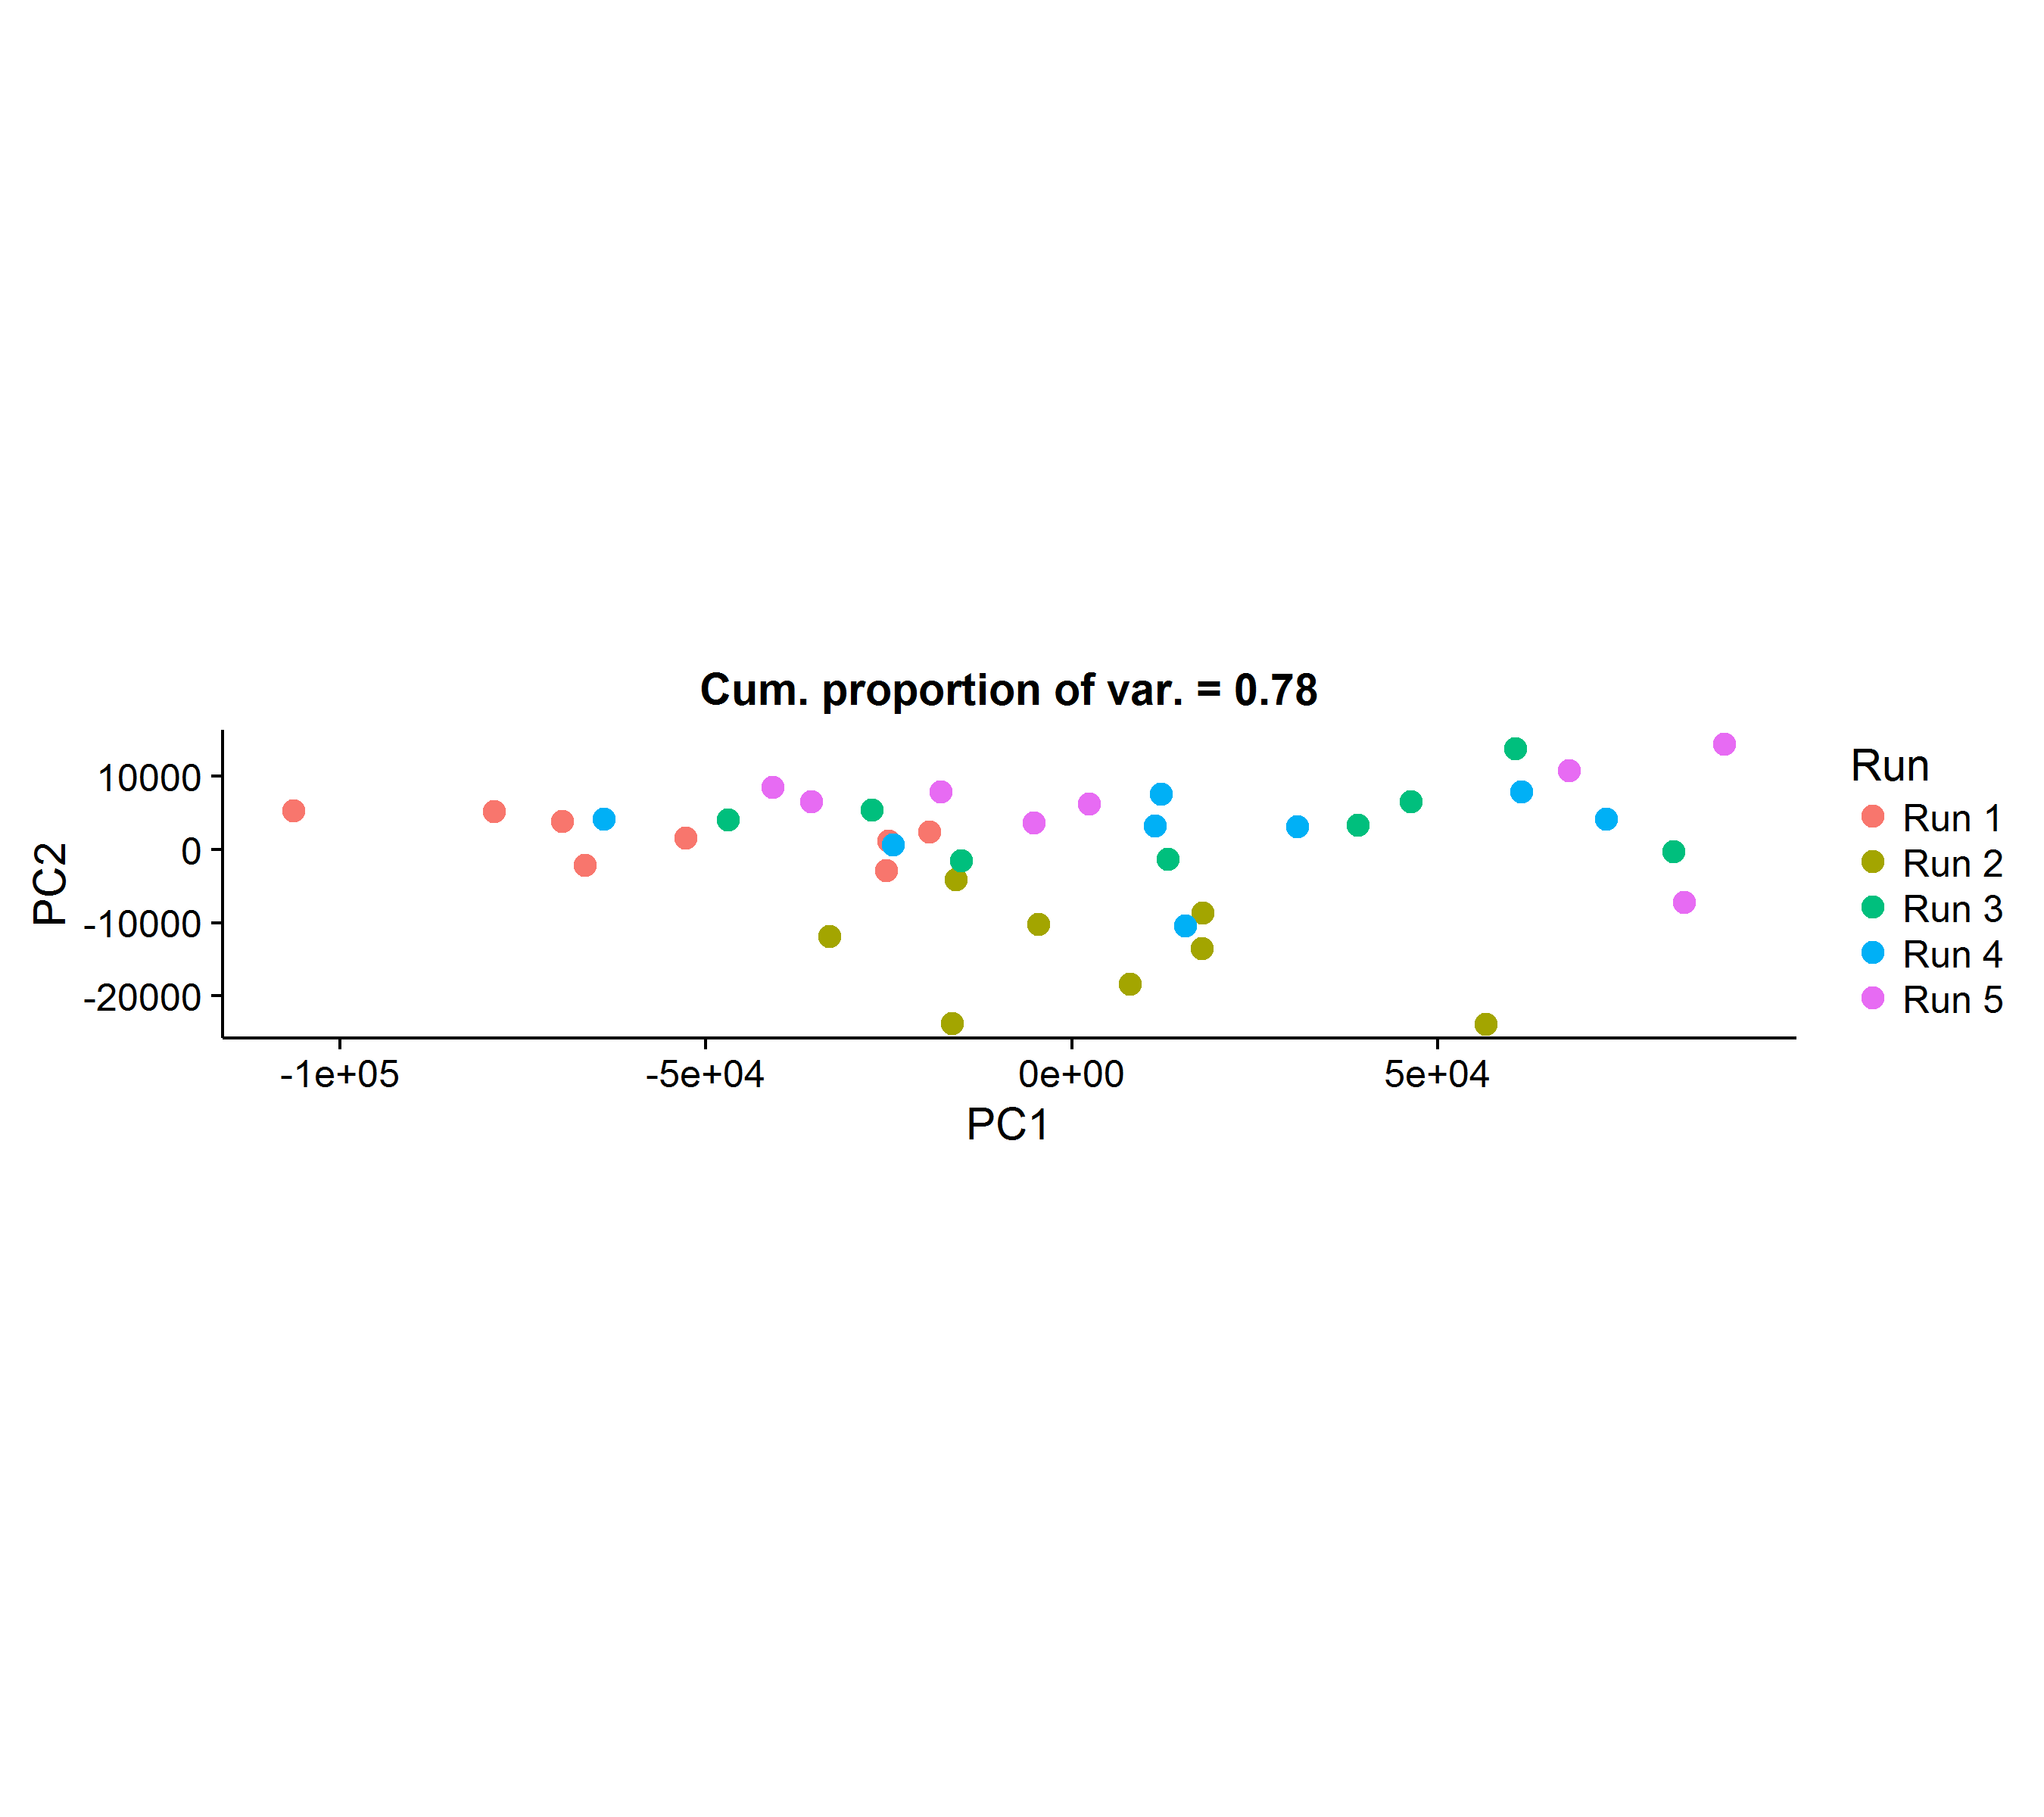 Cum. proportion of var. = 0.78
PC2
10000
0
-10000
-20000
-1e+05
-5e+04
0e+00
5e+04
PC1
Run
Run 1
Run 2
Run 3
Run 4
Run 5